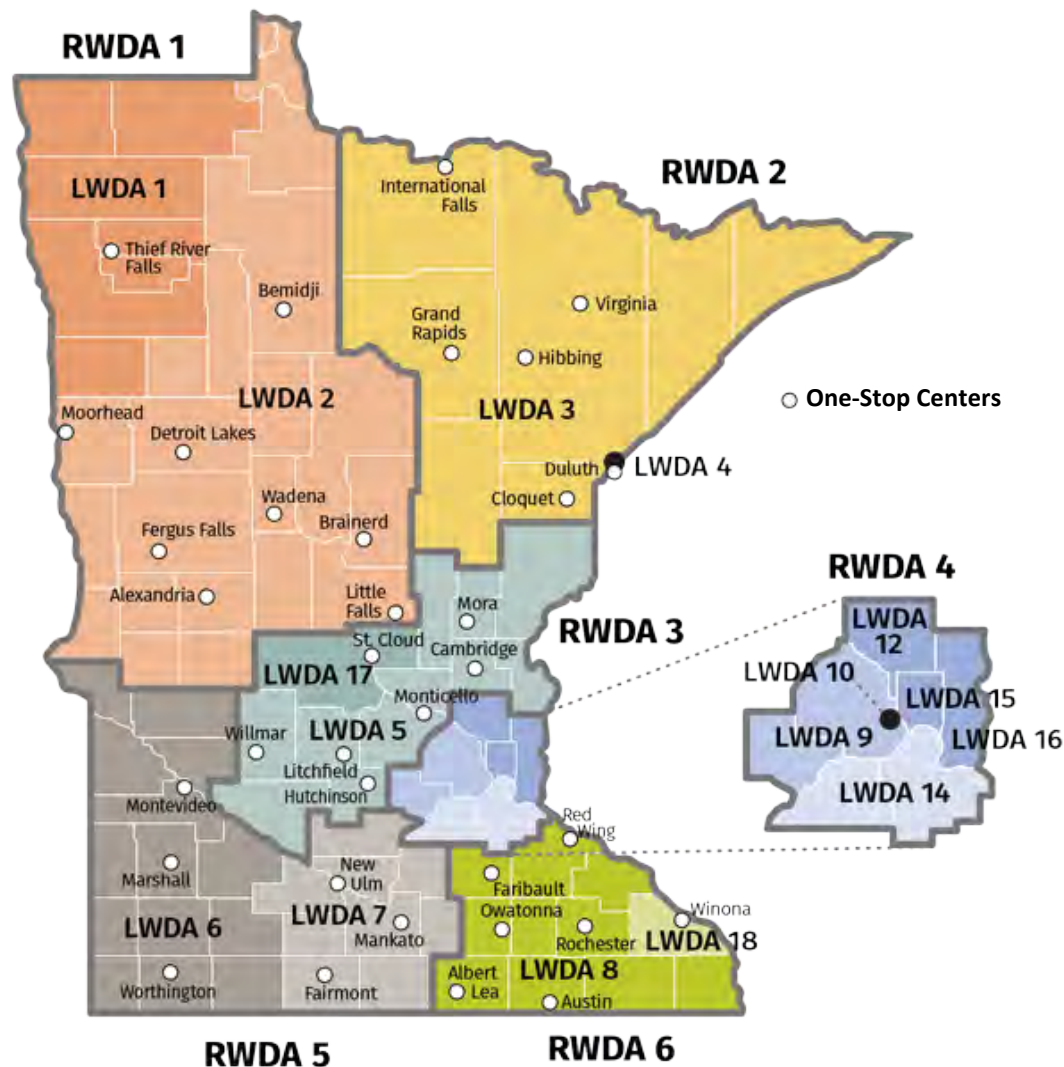 RWDA 1
RWDA 2
LWDA 1
International
Falls
Thief River
Falls
Bemidji
Virginia
Grand
Rapids
Hibbing
LWDA 2
LWDA 3
One-Stop Centers
Moorhead
Detroit Lakes
Duluth
LWDA 4
Cloquet
Wadena
Brainerd
Fergus Falls
Alexandria
Little
Falls
Mora
RWDA 3
RWDA 4
St. Cloud
Cambridge
LWDA 17
Monticello
LWDA
12
LWDA 10
LWDA 15
LWDA 9
LWDA 16
LWDA 14
Willmar
LWDA 5
Litchfield
Hutchinson
Montevideo
Red
Wing
Marshall
New
Ulm
Faribault
LWDA 6
LWDA 7
Mankato
Owatonna
Rochester
Winona
LWDA 18
Worthington
Fairmont
Albert
Lea
LWDA 8
Austin
RWDA 5
RWDA 6